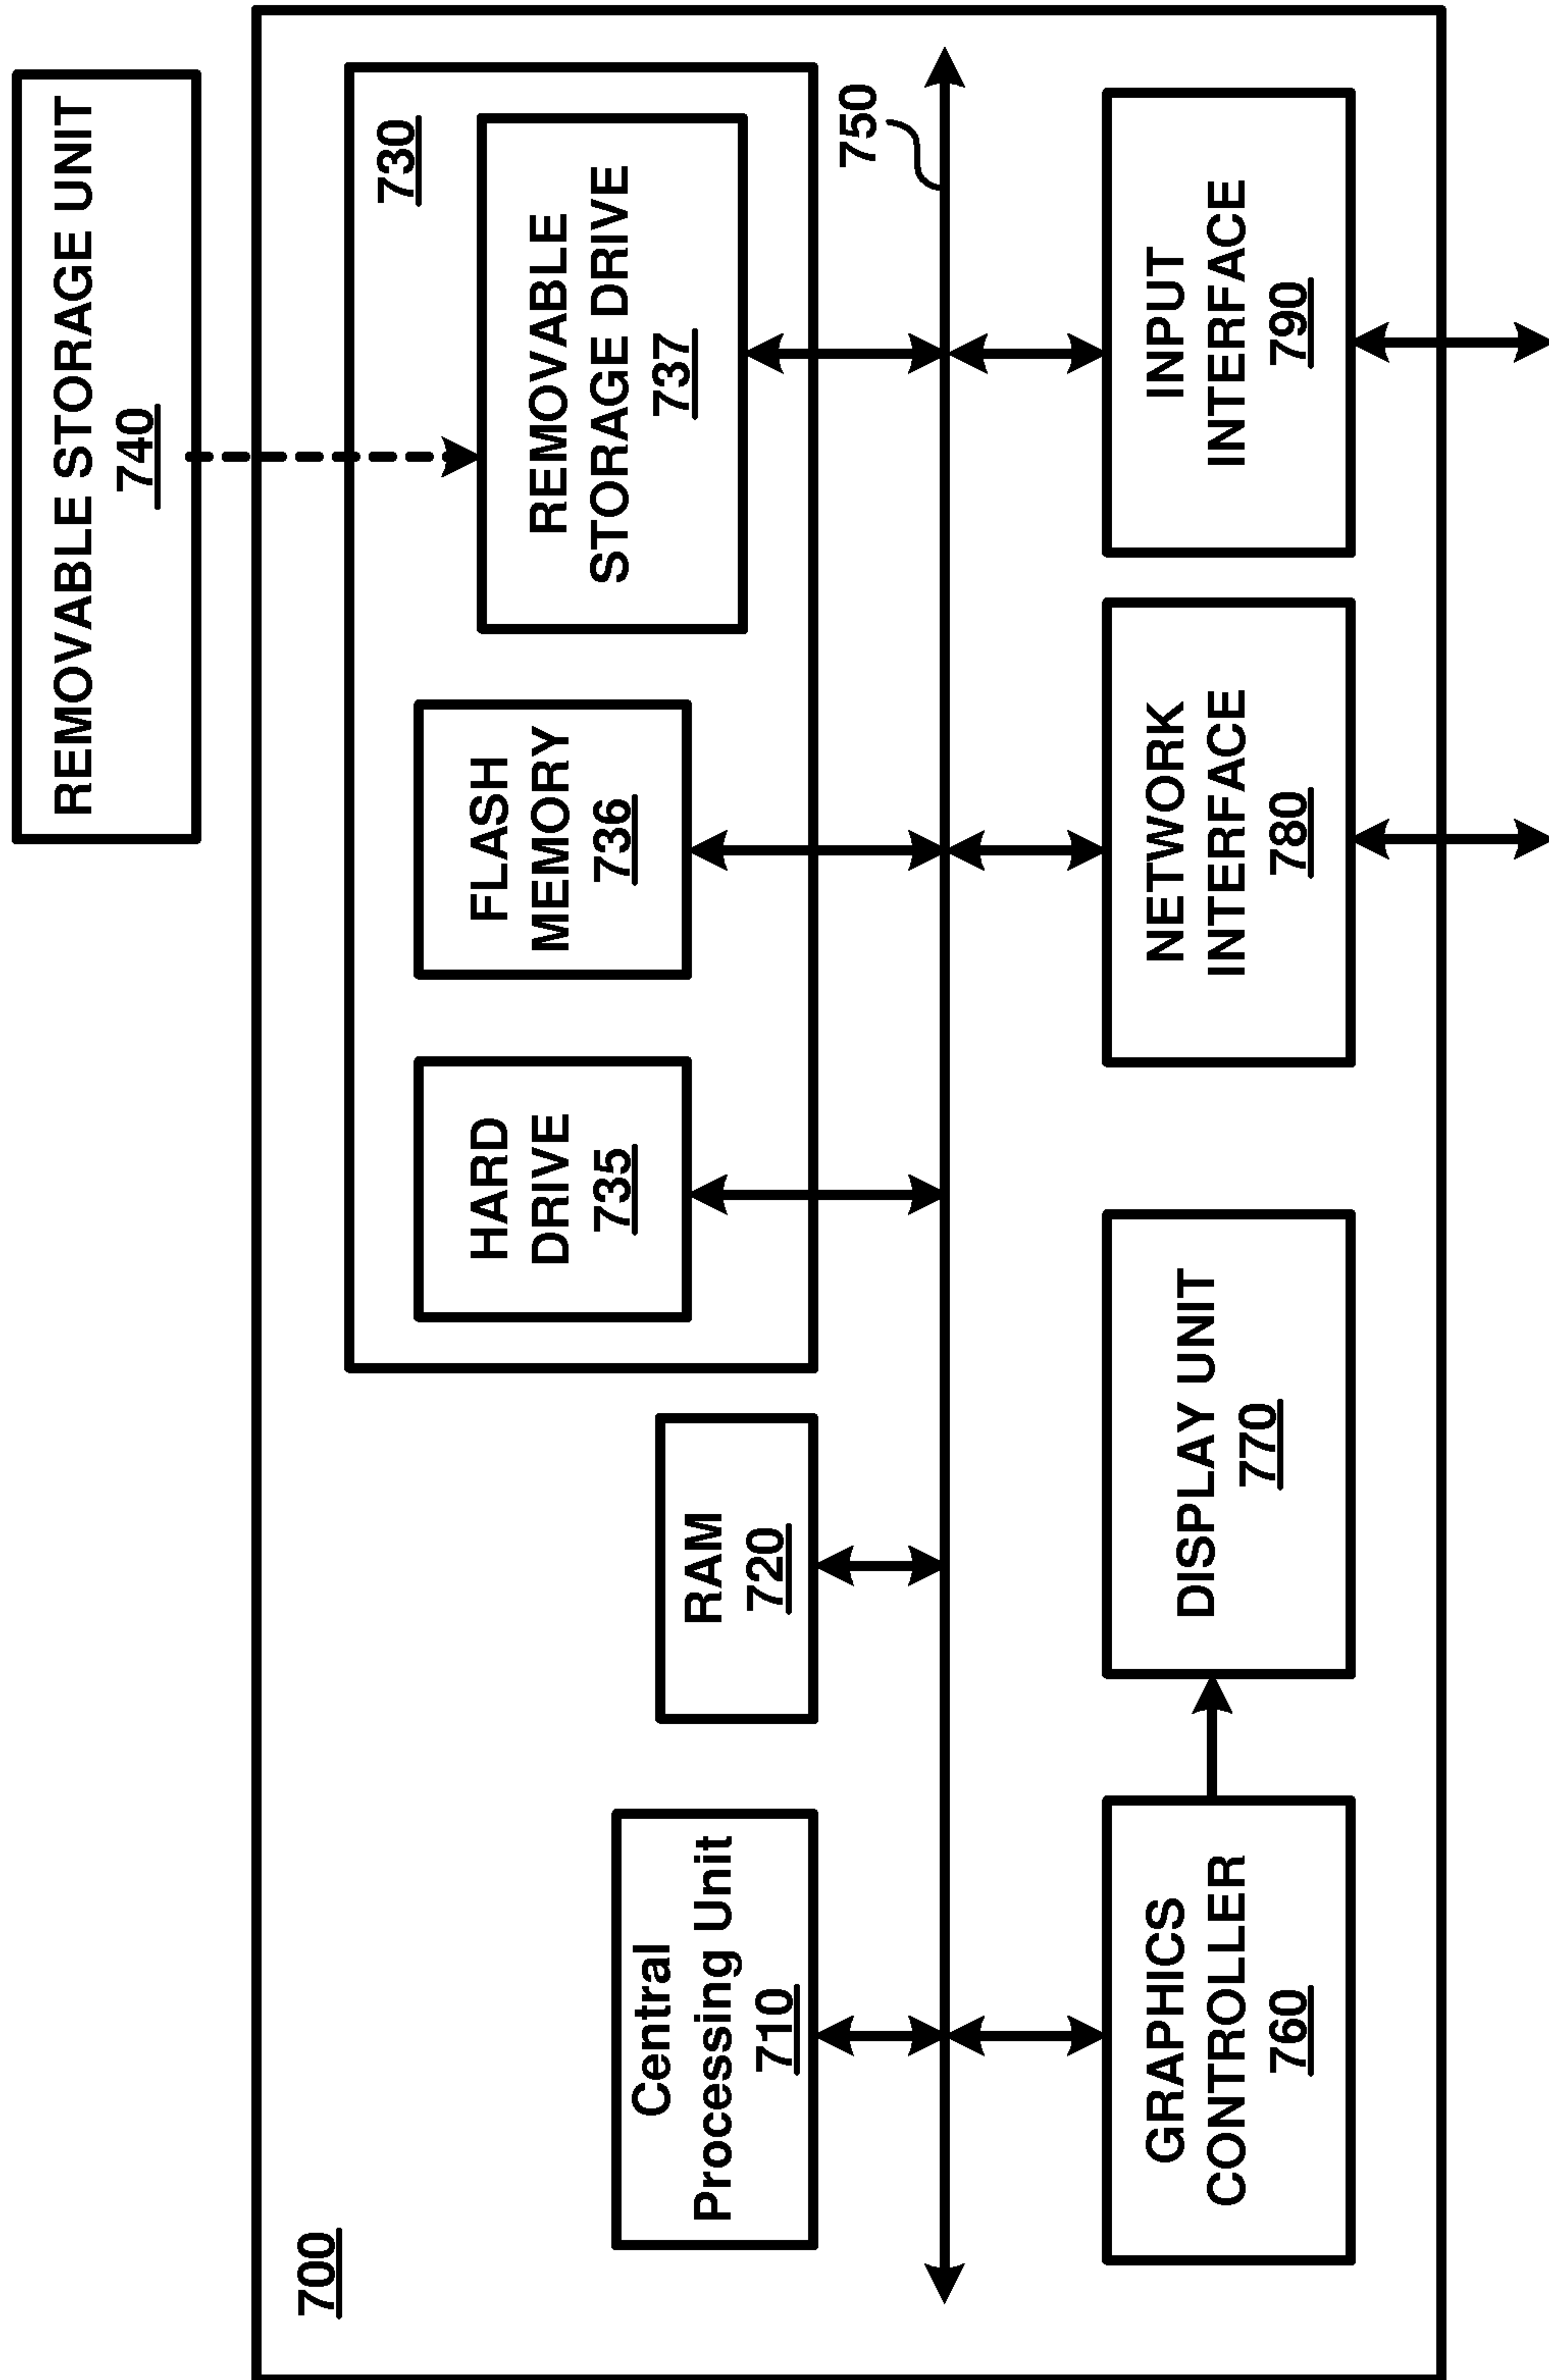 REMOVABLE STORAGE UNIT
740
700
730
HARD
DRIVE
735
FLASH
MEMORY
736
REMOVABLE
STORAGE DRIVE
737
Central
Processing Unit
710
RAM
720
750
GRAPHICS
CONTROLLER
760
DISPLAY UNIT
770
NETWORK
INTERFACE
780
INPUT
INTERFACE
790